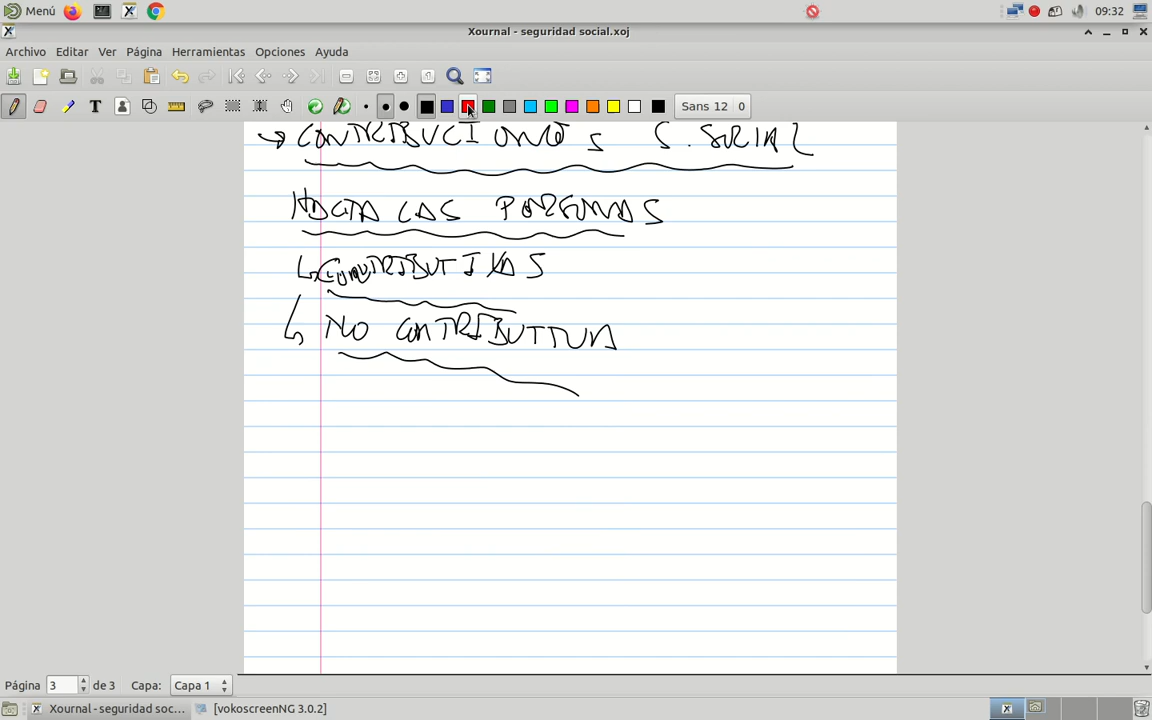 Menú 09:32
Xournal - seguridad social.xoj
Archivo Editar Ver Página Herramientas Opciones Ayuda
T Sans 12 0
→ CONTRIBUCIONES S. SOCIAL
HACIA LAS PERSONAS
↳ CONTRIBUTIVAS
↳ NO CONTRIBUTIVA
Página 3 de 3 Capa: Capa 1
Xournal - seguridad soc... [vokoscreenNG 3.0.2]